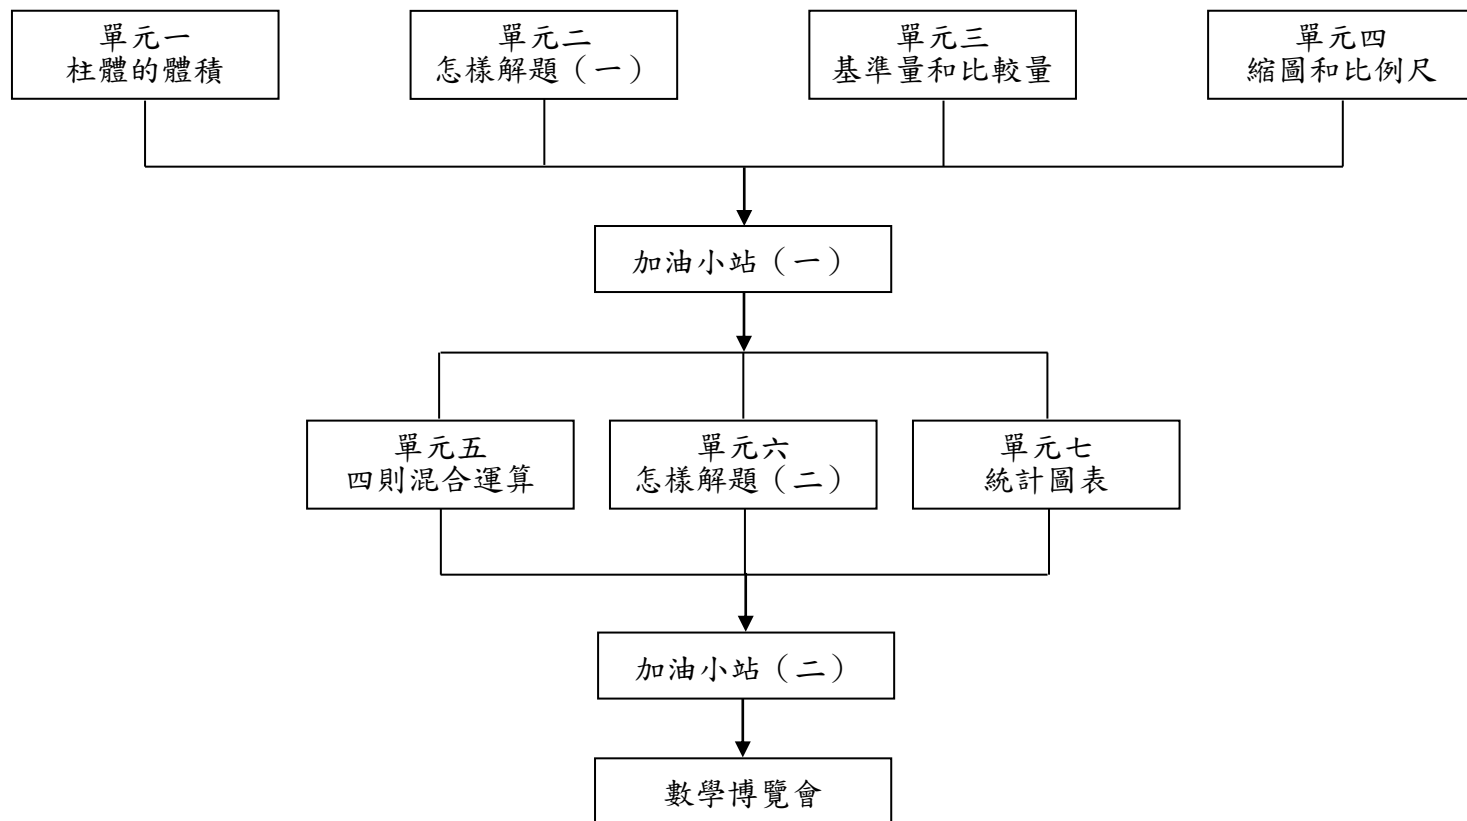 單元一
柱體的體積
單元二
怎樣解題（一）
單元三
基準量和比較量
單元四
縮圖和比例尺
加油小站（一）
單元五
四則混合運算
單元六
怎樣解題（二）
單元七
統計圖表
加油小站（二）
數學博覽會